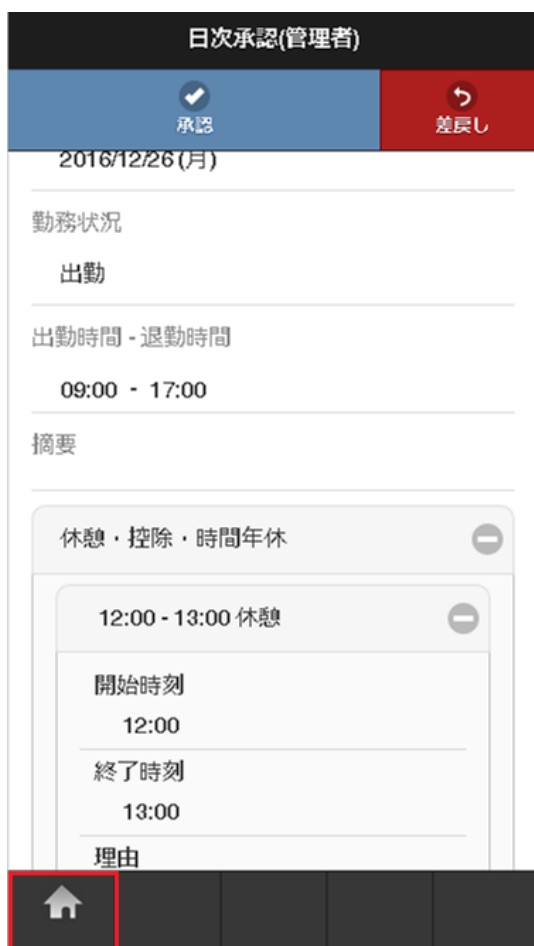 日次承認(管理者)
承認
差戻し
2016/12/26 (月)
勤務状況
出勤
出勤時間 - 退勤時間
09:00 - 17:00
摘要
休憩・控除・時間年休
12:00 - 13:00 休憩
開始時刻
12:00
終了時刻
13:00
理由